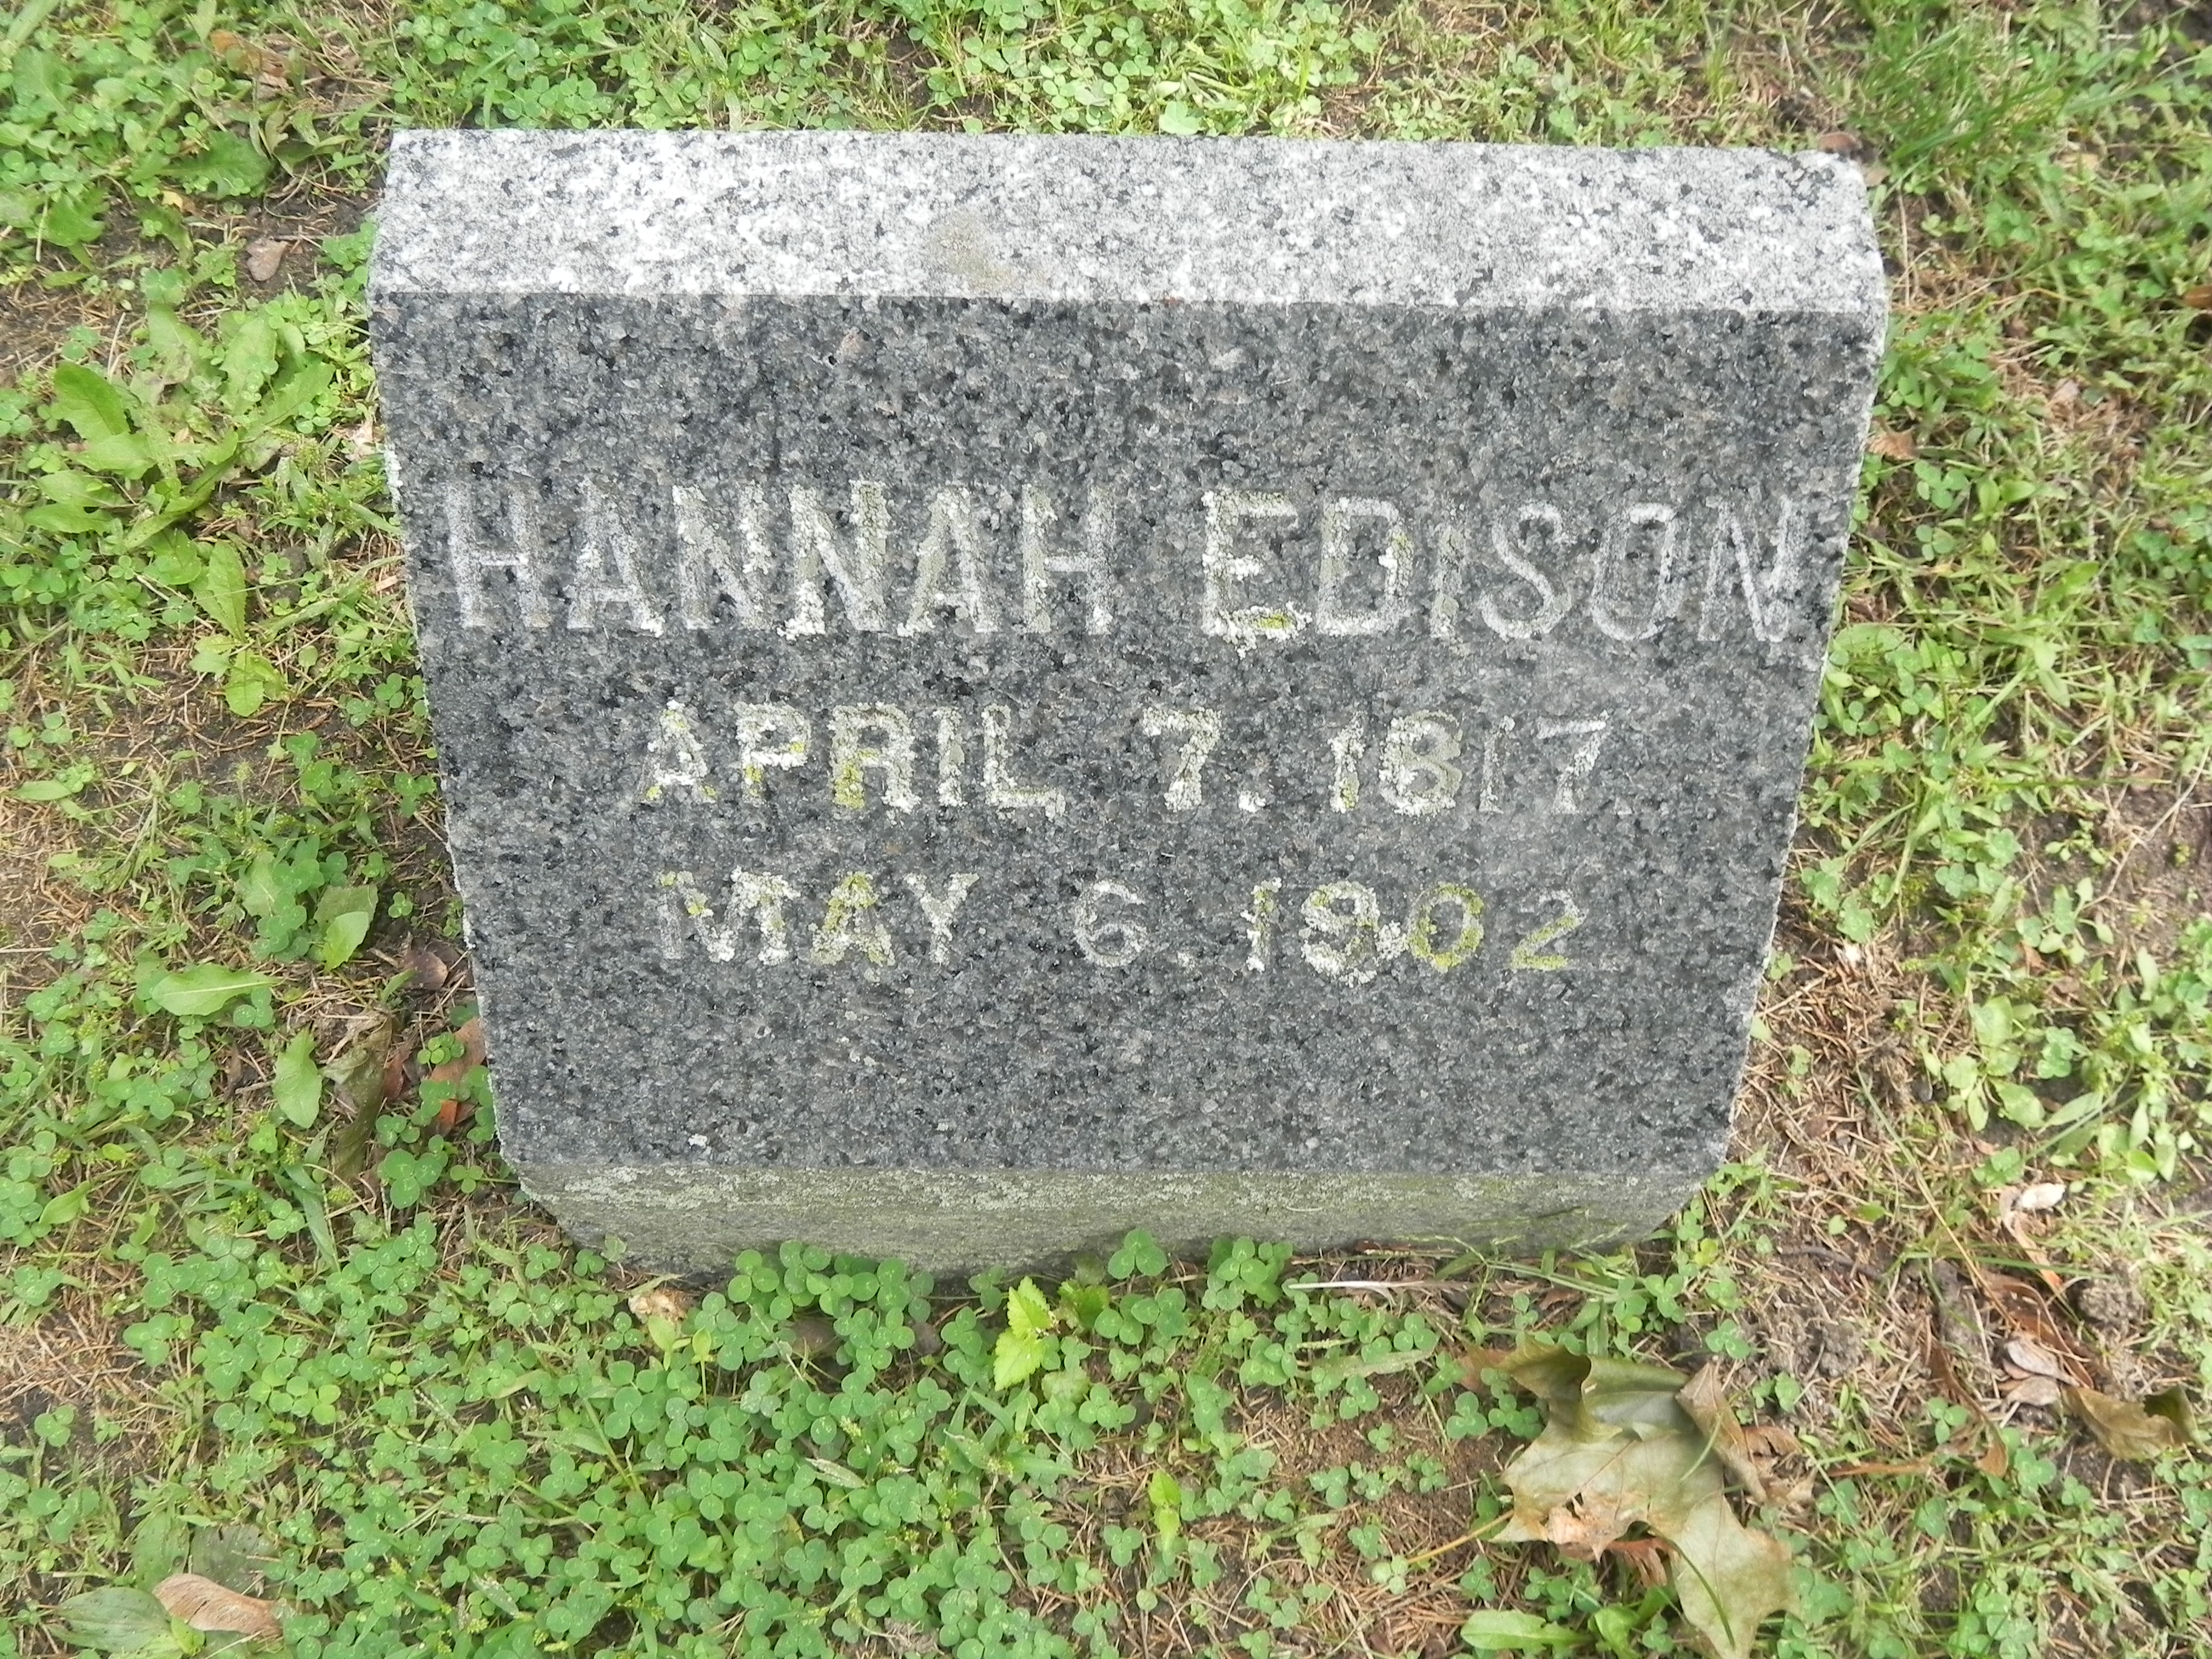 HANNAH EDISON
APRIL 7, 1817
MAY 6, 1902